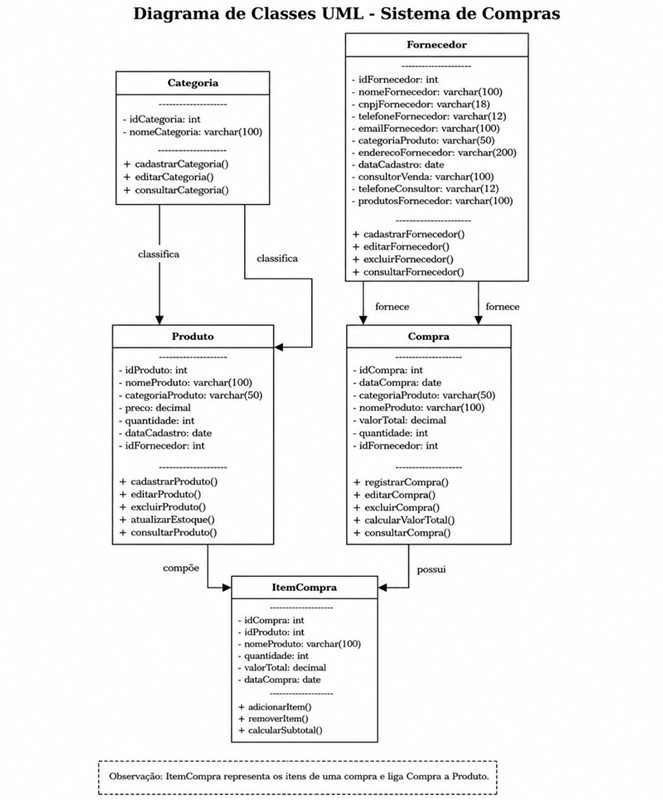 Diagrama de Classes UML - Sistema de Compras
Categoria
--------------------
- idCategoria: int
- nomeCategoria: varchar(100)
--------------------
+ cadastrarCategoria()
+ editarCategoria()
+ consultarCategoria()
Fornecedor
--------------------
- idFornecedor: int
- nomeFornecedor: varchar(100)
- cnpjFornecedor: varchar(18)
- telefoneFornecedor: varchar(12)
- emailFornecedor: varchar(100)
- categoriaProduto: varchar(50)
- enderecoFornecedor: varchar(200)
- dataCadastro: date
- consultorVenda: varchar(100)
- telefoneConsultor: varchar(12)
- produtosFornecedor: varchar(100)
--------------------
+ cadastrarFornecedor()
+ editarFornecedor()
+ excluirFornecedor()
+ consultarFornecedor()
classifica
classifica
fornece
fornece
Produto
--------------------
- idProduto: int
- nomeProduto: varchar(100)
- categoriaProduto: varchar(50)
- preco: decimal
- quantidade: int
- dataCadastro: date
- idFornecedor: int
--------------------
+ cadastrarProduto()
+ editarProduto()
+ excluirProduto()
+ atualizarEstoque()
+ consultarProduto()
Compra
--------------------
- idCompra: int
- dataCompra: date
- categoriaProduto: varchar(50)
- nomeProduto: varchar(100)
- valorTotal: decimal
- quantidade: int
- idFornecedor: int
--------------------
+ registrarCompra()
+ editarCompra()
+ excluirCompra()
+ calcularValorTotal()
+ consultarCompra()
compõe
possui
ItemCompra
--------------------
- idCompra: int
- idProduto: int
- nomeProduto: varchar(100)
- quantidade: int
- valorTotal: decimal
- dataCompra: date
--------------------
+ adicionarItem()
+ removerItem()
+ calcularSubtotal()
Observação: ItemCompra representa os itens de uma compra e liga Compra a Produto.